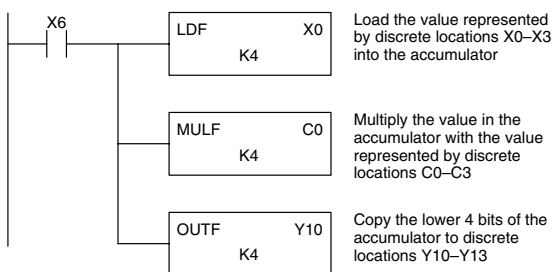 X6
LDF X0
K4
Load the value represented
by discrete locations X0–X3
into the accumulator
MULF C0
K4
Multiply the value in the
accumulator with the value
represented by discrete
locations C0–C3
OUTF Y10
K4
Copy the lower 4 bits of the
accumulator to discrete
locations Y10–Y13